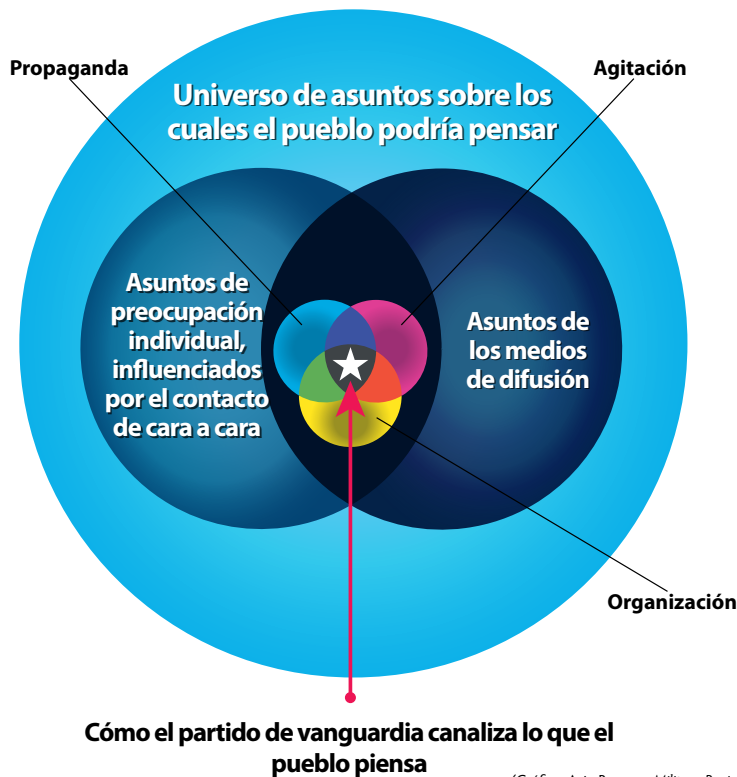 Propaganda
Agitación
Universo de asuntos sobre los
cuales el pueblo podría pensar
Asuntos de
preocupación
individual,
influenciados
por el contacto
de cara a cara
Asuntos de
los medios
de difusión
Organización
Cómo el partido de vanguardia canaliza lo que el
pueblo piensa